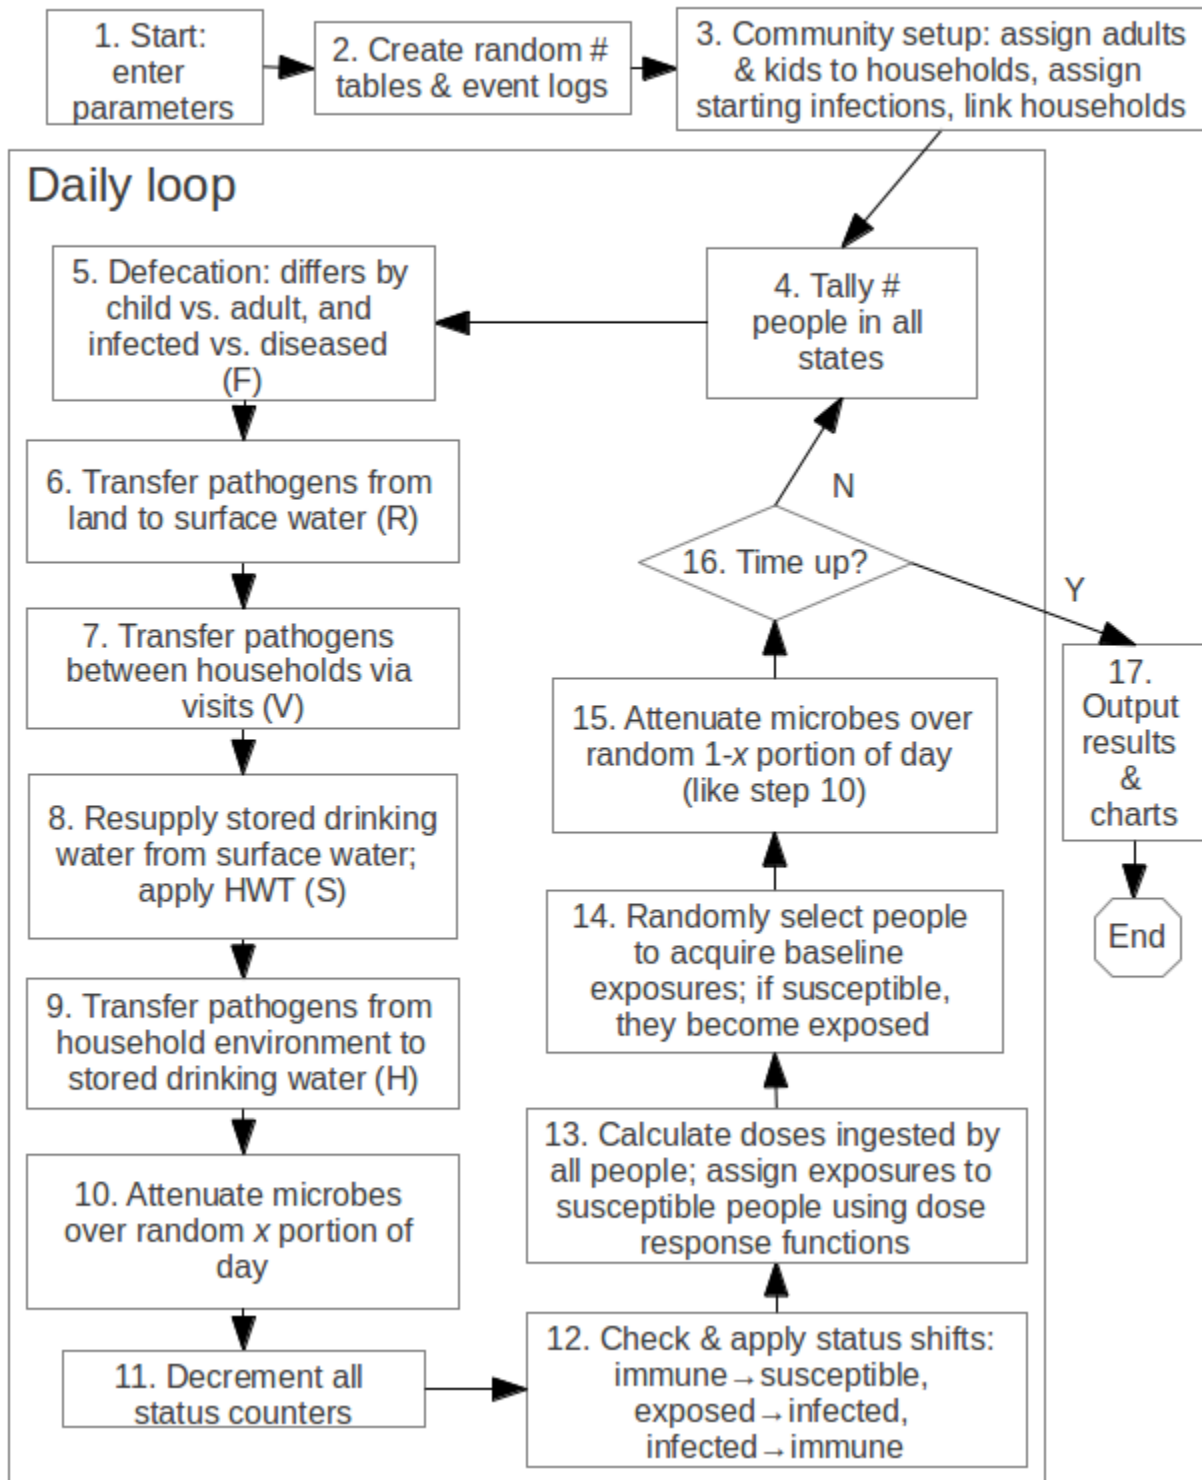 1. Start:
enter
parameters
2. Create random #
tables & event logs
3. Community setup: assign adults
& kids to households, assign
starting infections, link households
Daily loop
4. Tally #
people in all
states
5. Defecation: differs by
child vs. adult, and
infected vs. diseased
(F)
6. Transfer pathogens from
land to surface water (R)
7. Transfer pathogens
between households via
visits (V)
8. Resupply stored drinking
water from surface water;
apply HWT (S)
9. Transfer pathogens from
household environment to
stored drinking water (H)
10. Attenuate microbes
over random x portion of
day
11. Decrement all
status counters
12. Check & apply status shifts:
immune→susceptible,
exposed→infected,
infected→immune
13. Calculate doses ingested by
all people; assign exposures to
susceptible people using dose
response functions
14. Randomly select people
to acquire baseline
exposures; if susceptible,
they become exposed
15. Attenuate microbes over
random 1-x portion of day
(like step 10)
16. Time up?
N
Y
17.
Output
results
&
charts
End